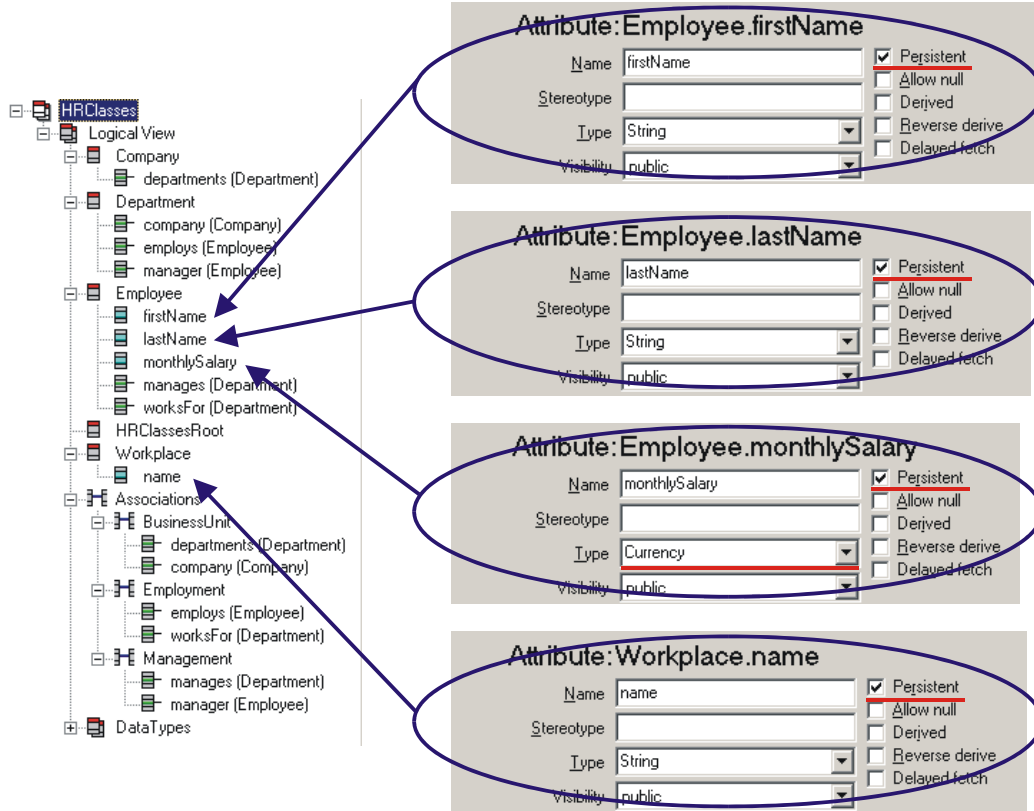 HRClasses
Logical View
Company
departments (Department)
Department
company (Company)
employs (Employee)
manager (Employee)
Employee
firstName
lastName
monthlySalary
manages (Department)
worksFor (Department)
HRClassesRoot
Workplace
name
Associations
BusinessUnit
departments (Department)
company (Company)
Employment
employs (Employee)
worksFor (Department)
Management
manages (Department)
manager (Employee)
DataTypes
Attribute: Employee.firstName
Name firstName Persistent
Allow null
Stereotype Derived
Type String Reverse derive
Visibility public Delayed fetch
Attribute: Employee.lastName
Name lastName Persistent
Allow null
Stereotype Derived
Type String Reverse derive
Visibility public Delayed fetch
Attribute: Employee.monthlySalary
Name monthlySalary Persistent
Allow null
Stereotype Derived
Type Currency Reverse derive
Visibility public Delayed fetch
Attribute: Workplace.name
Name name Persistent
Allow null
Stereotype Derived
Type String Reverse derive
Visibility public Delayed fetch